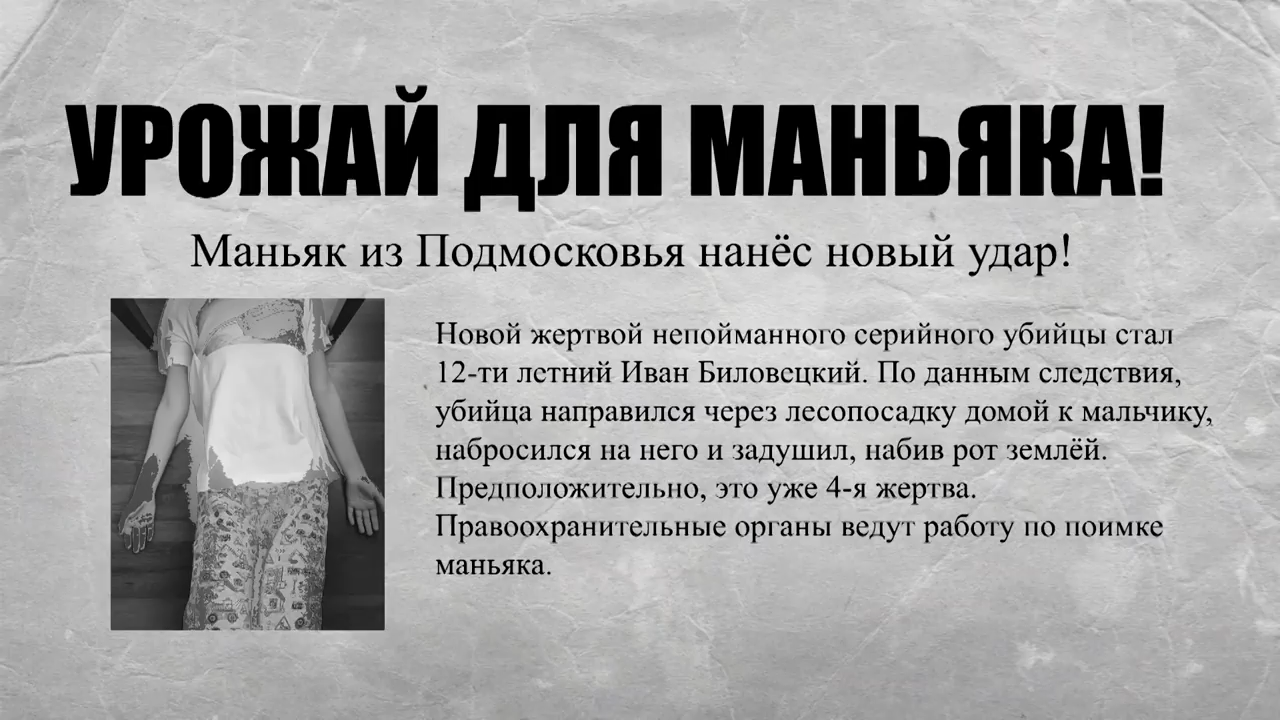 УРОЖАЙ ДЛЯ МАНЬЯКА!
Маньяк из Подмосковья нанёс новый удар!
Новой жертвой непойманного серийного убийцы стал
12-ти летний Иван Биловецкий. По данным следствия,
убийца направился через лесопосадку домой к мальчику,
набросился на него и задушил, набив рот землёй.
Предположительно, это уже 4-я жертва.
Правоохранительные органы ведут работу по поимке
маньяка.